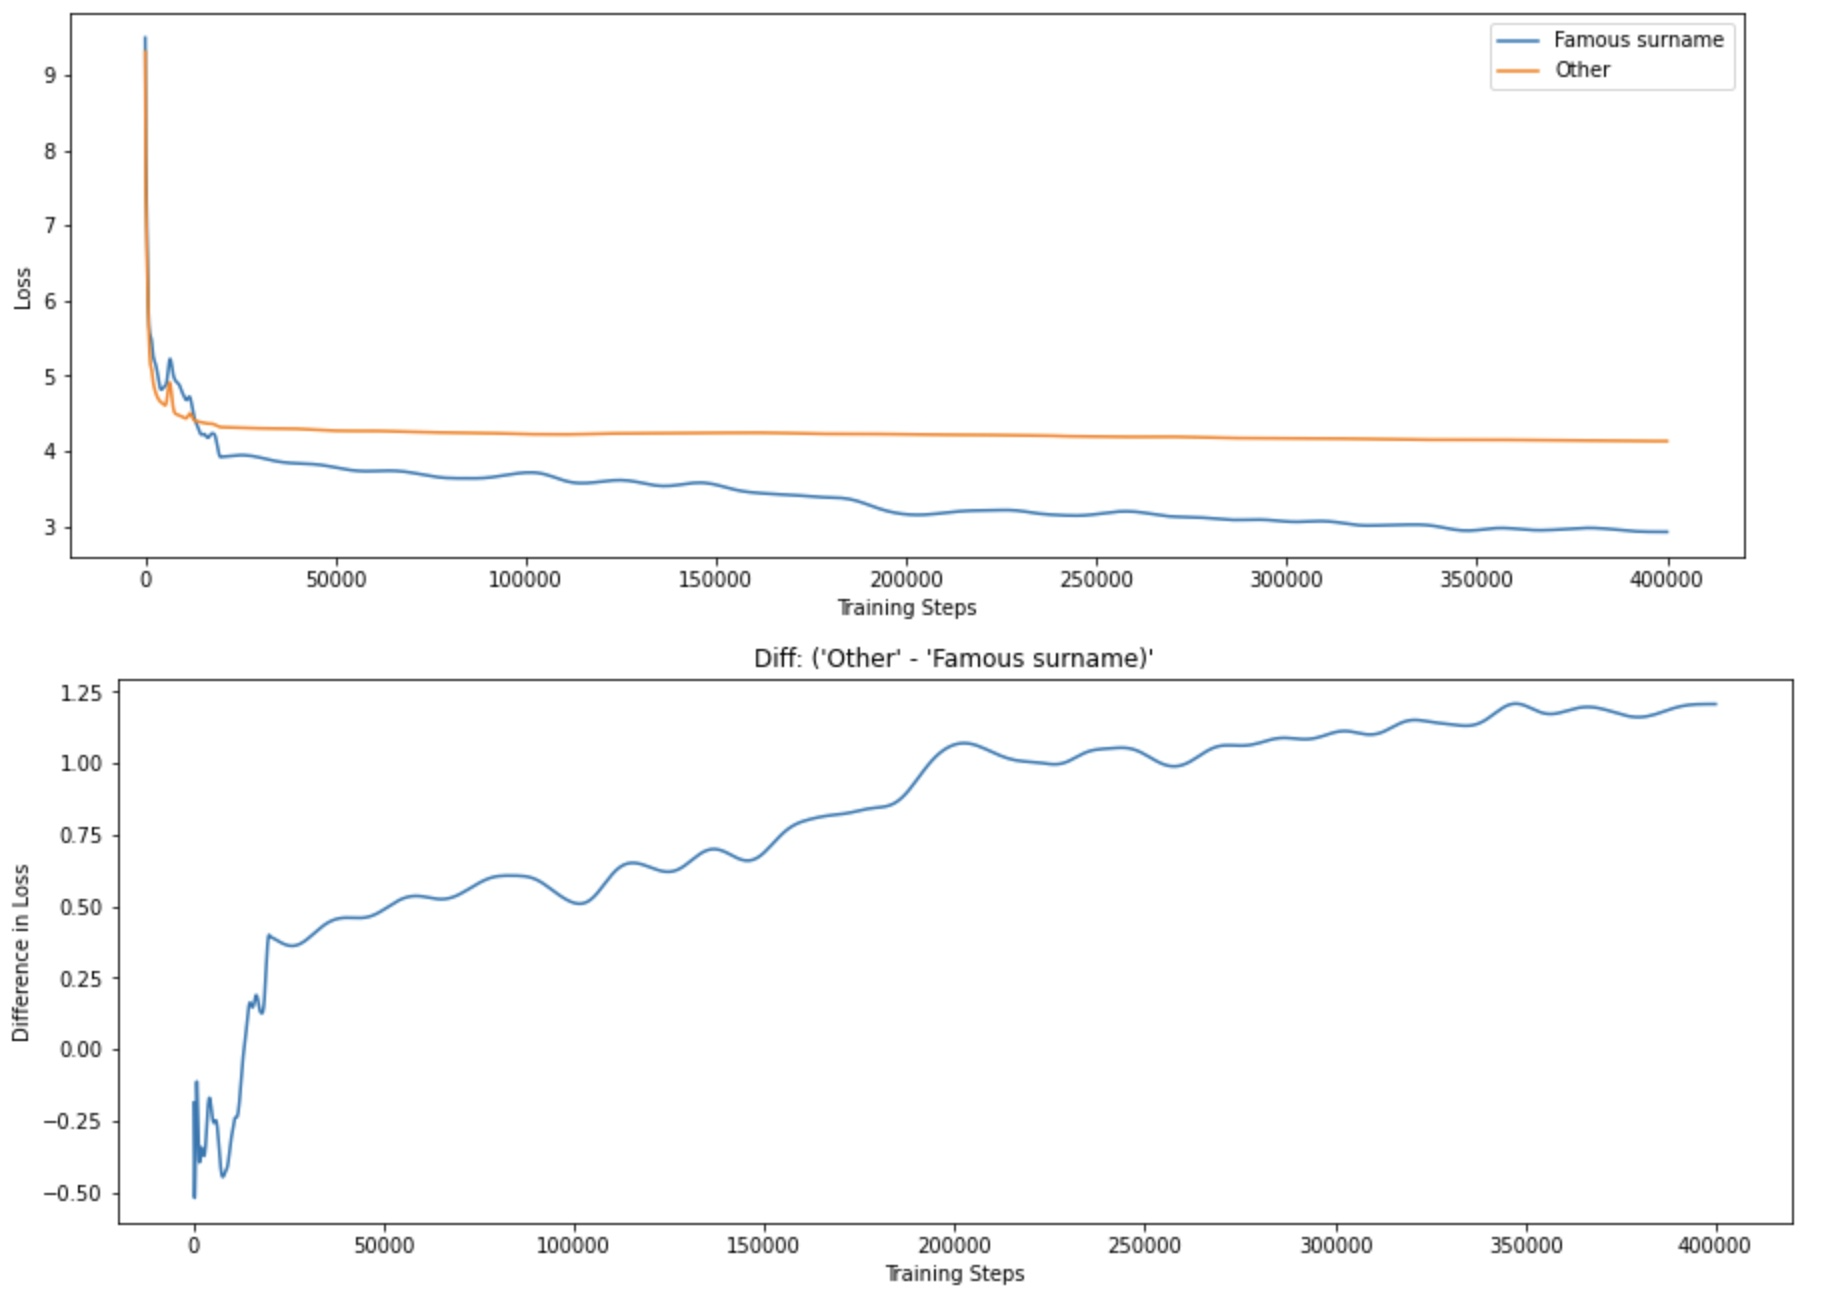 Famous surname
Other
9
8
7
6
5
4
3
Loss
0 50000 100000 150000 200000 250000 300000 350000 400000
Training Steps
Diff: ('Other' - 'Famous surname)'
1.25
1.00
0.75
0.50
0.25
0.00
−0.25
−0.50
Difference in Loss
0 50000 100000 150000 200000 250000 300000 350000 400000
Training Steps